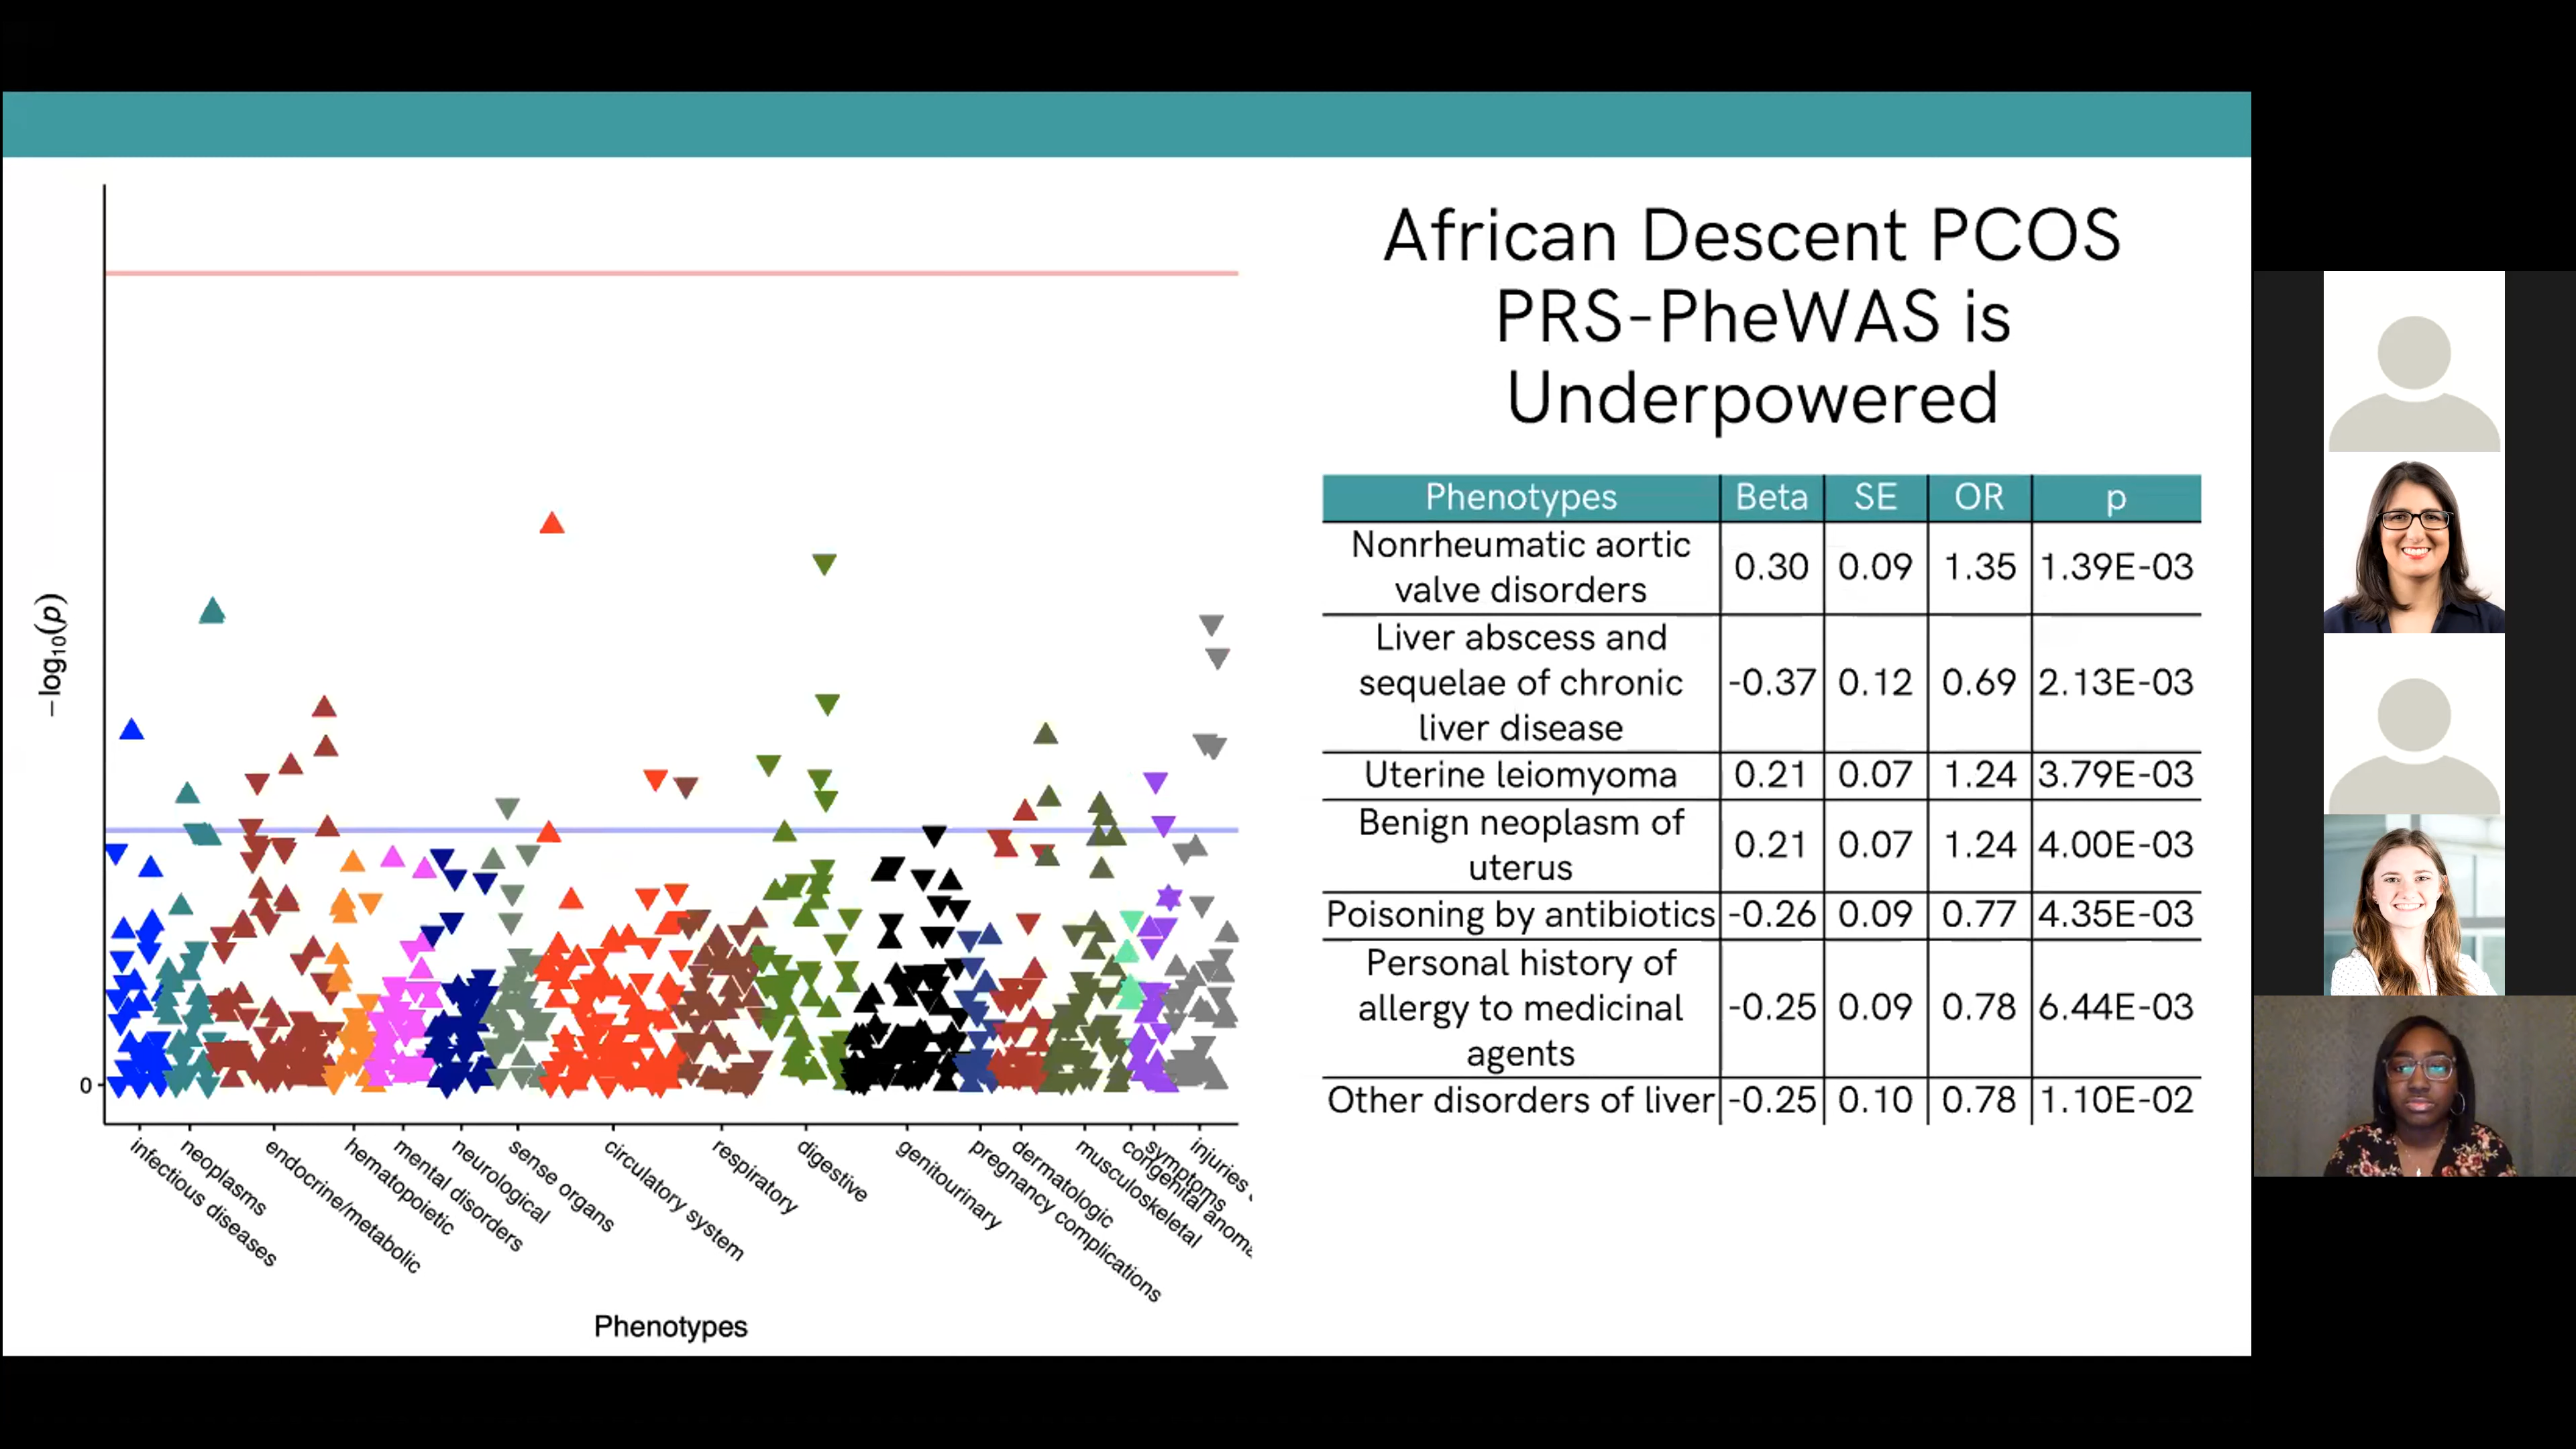 African Descent PCOS
PRS-PheWAS is
Underpowered
−log10(p)
0
infectious diseases
neoplasms
endocrine/metabolic
hematopoietic
mental disorders
neurological
sense organs
circulatory system
respiratory
digestive
genitourinary
pregnancy complications
dermatologic
musculoskeletal
congenital anoma
symptoms
injuries
Phenotypes
Phenotypes Beta SE OR p
Nonrheumatic aortic
valve disorders 0.30 0.09 1.35 1.39E-03
Liver abscess and
sequelae of chronic -0.37 0.12 0.69 2.13E-03
liver disease
Uterine leiomyoma 0.21 0.07 1.24 3.79E-03
Benign neoplasm of
uterus 0.21 0.07 1.24 4.00E-03
Poisoning by antibiotics -0.26 0.09 0.77 4.35E-03
Personal history of
allergy to medicinal -0.25 0.09 0.78 6.44E-03
agents
Other disorders of liver -0.25 0.10 0.78 1.10E-02